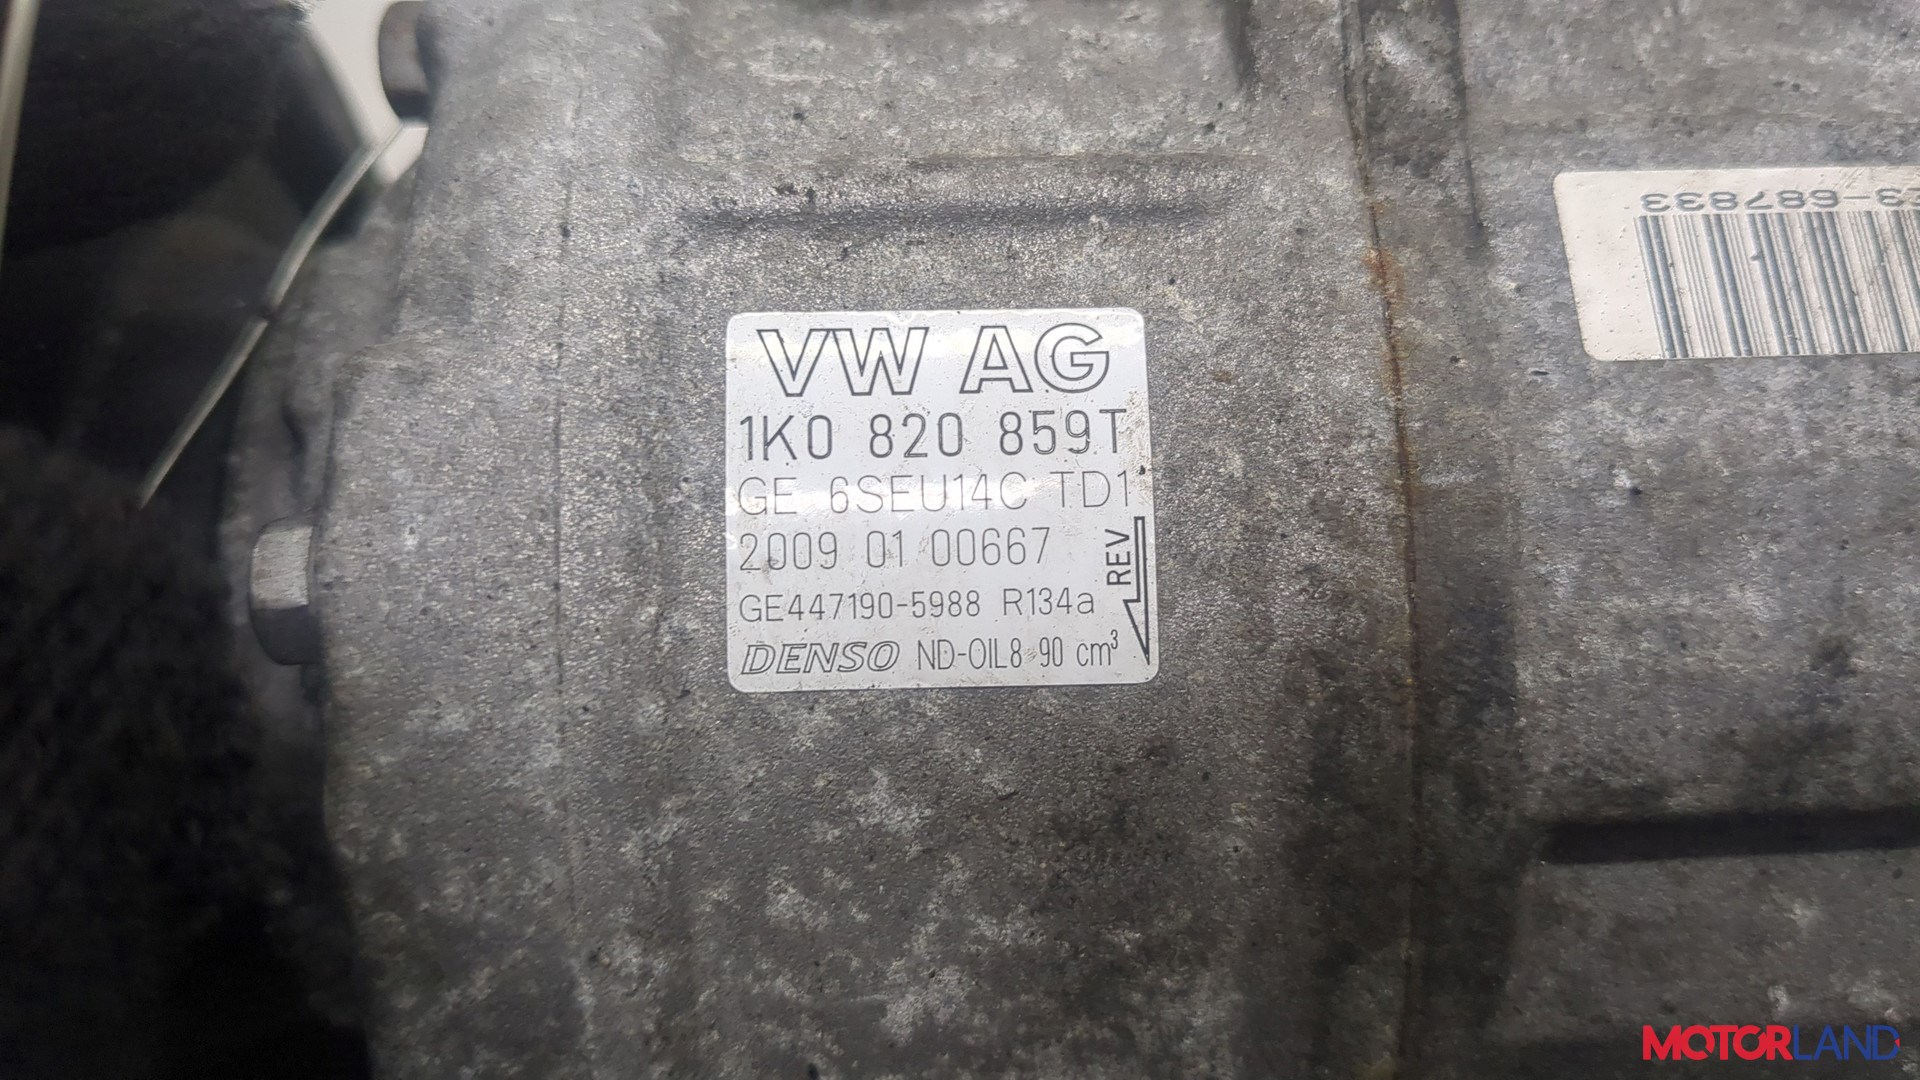 VW AG
1K0 820 859T
GE 6SEU14C TD1
2009 01 00667
REV
GE447190-5988 R134a
DENSO ND-OIL8 90 cm³
23-687833
MOTORLAND